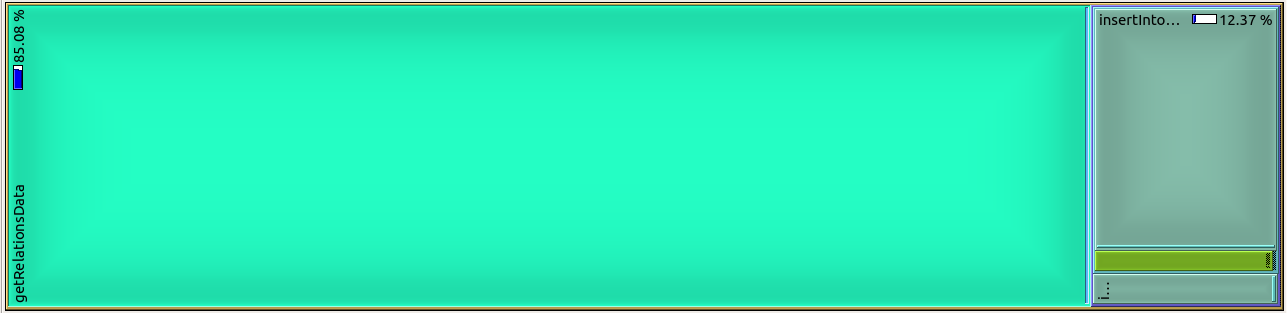 getRelationsData 85.08 %
insertInto… 12.37 %